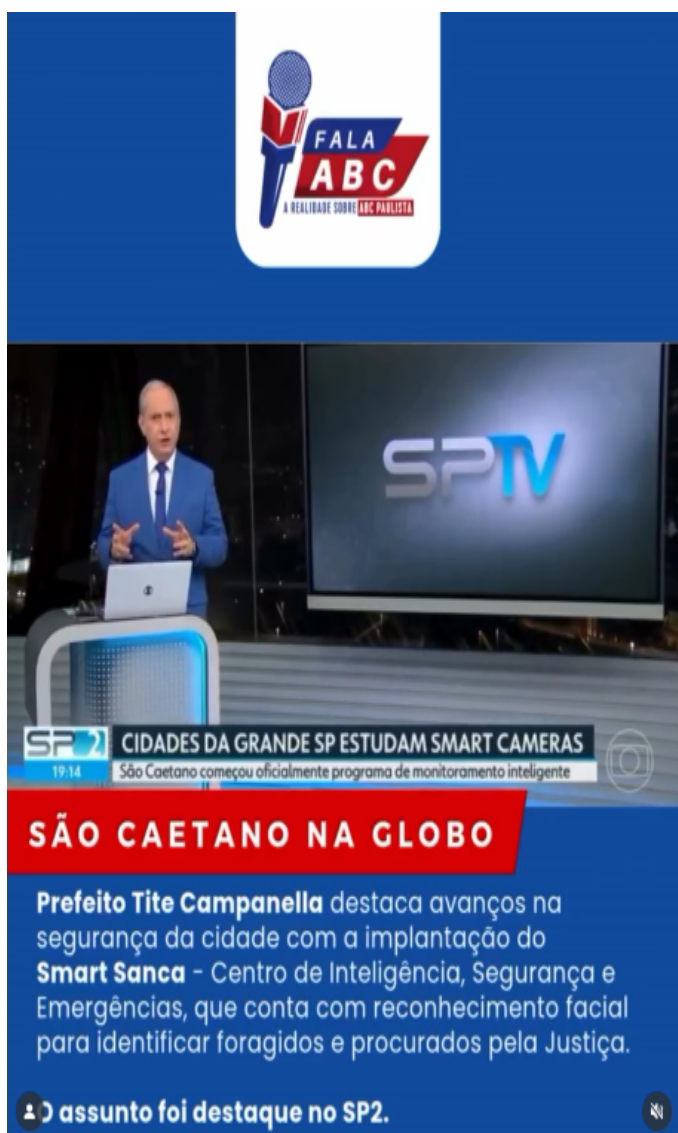 FALA
ABC
A REALIDADE SOBRE ABC PAULISTA
SPTV
SP2
CIDADES DA GRANDE SP ESTUDAM SMART CAMERAS
19:14
São Caetano começou oficialmente programa de monitoramento inteligente
SÃO CAETANO NA GLOBO
Prefeito Tite Campanella destaca avanços na
segurança da cidade com a implantação do
Smart Sanca - Centro de Inteligência, Segurança e
Emergências, que conta com reconhecimento facial
para identificar foragidos e procurados pela Justiça.
O assunto foi destaque no SP2.